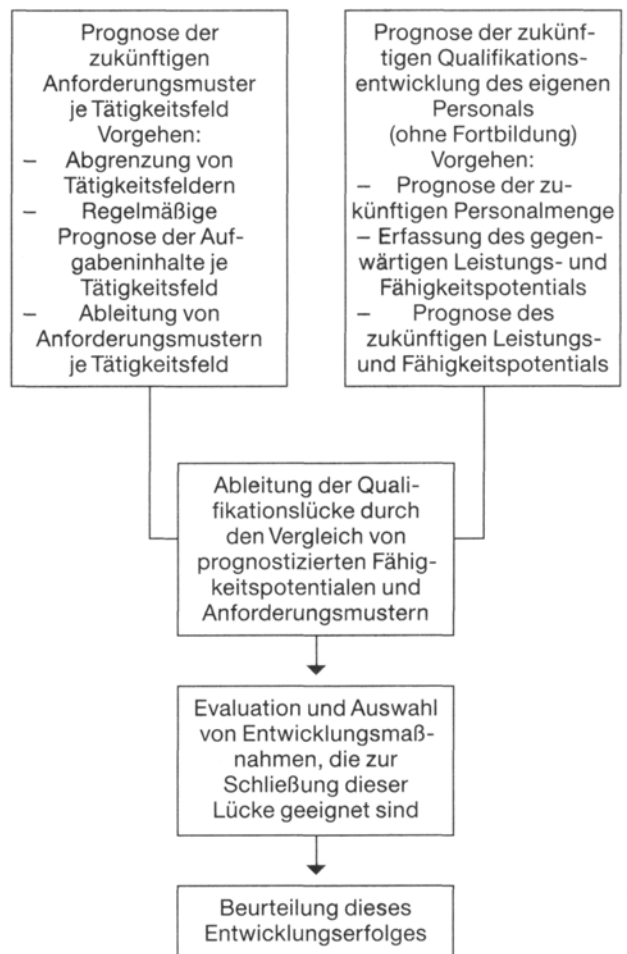 Prognose der
zukünftigen
Anforderungsmuster
je Tätigkeitsfeld
Vorgehen:
– Abgrenzung von
Tätigkeitsfeldern
– Regelmäßige
Prognose der Auf-
gabeninhalte je
Tätigkeitsfeld
– Ableitung von
Anforderungsmustern
je Tätigkeitsfeld
Prognose der zukünf-
tigen Qualifikations-
entwicklung des eigenen
Personals
(ohne Fortbildung)
Vorgehen:
– Prognose der zu-
künftigen Personalmenge
– Erfassung des gegen-
wärtigen Leistungs- und
Fähigkeitspotentials
– Prognose des
zukünftigen Leistungs-
und Fähigkeitspotentials
Ableitung der Quali-
fikationslücke durch
den Vergleich von
prognostizierten Fähig-
keitspotentialen und
Anforderungsmustern
Evaluation und Auswahl
von Entwicklungsmaß-
nahmen, die zur
Schließung dieser
Lücke geeignet sind
Beurteilung dieses
Entwicklungserfolges